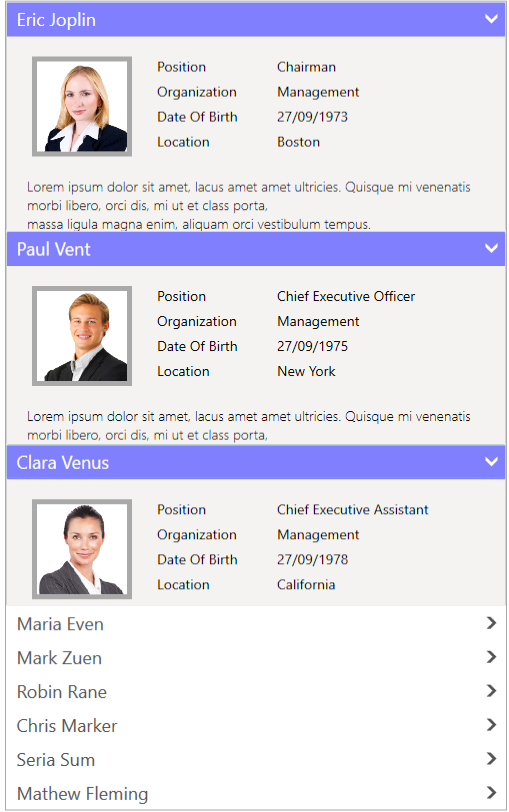 Eric Joplin
Position Chairman
Organization Management
Date Of Birth 27/09/1973
Location Boston
Lorem ipsum dolor sit amet, lacus amet amet ultricies. Quisque mi venenatis
morbi libero, orci dis, mi ut et class porta,
massa ligula magna enim, aliquam orci vestibulum tempus.
Paul Vent
Position Chief Executive Officer
Organization Management
Date Of Birth 27/09/1975
Location New York
Lorem ipsum dolor sit amet, lacus amet amet ultricies. Quisque mi venenatis
morbi libero, orci dis, mi ut et class porta,
Clara Venus
Position Chief Executive Assistant
Organization Management
Date Of Birth 27/09/1978
Location California
Maria Even
Mark Zuen
Robin Rane
Chris Marker
Seria Sum
Mathew Fleming